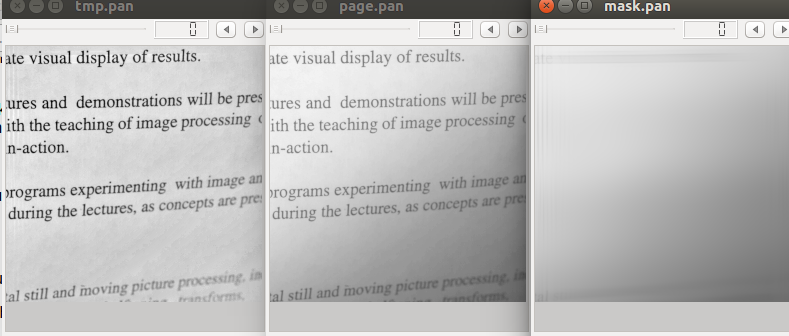 tmp.pan
0
ate visual display of results.
tures and demonstrations will be pres
ith the teaching of image processing
n-action.
programs experimenting with image an
during the lectures, as concepts are pre
tal still and moving picture processing, in
transforms,
page.pan
0
ate visual display of results.
ures and demonstrations will be pres
ith the teaching of image processing
n-action.
programs experimenting with image an
during the lectures, as concepts are pre
tal still and moving picture processing, in
transforms,
mask.pan
0